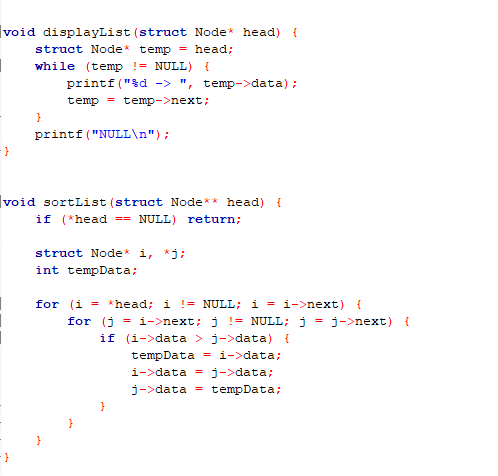 void displayList(struct Node* head) {
    struct Node* temp = head;
    while (temp != NULL) {
        printf("%d -> ", temp->data);
        temp = temp->next;
    }
    printf("NULL\n");
}
void sortList(struct Node** head) {
    if (*head == NULL) return;
    struct Node* i, *j;
    int tempData;
    for (i = *head; i != NULL; i = i->next) {
        for (j = i->next; j != NULL; j = j->next) {
            if (i->data > j->data) {
                tempData = i->data;
                i->data = j->data;
                j->data = tempData;
            }
        }
    }
}